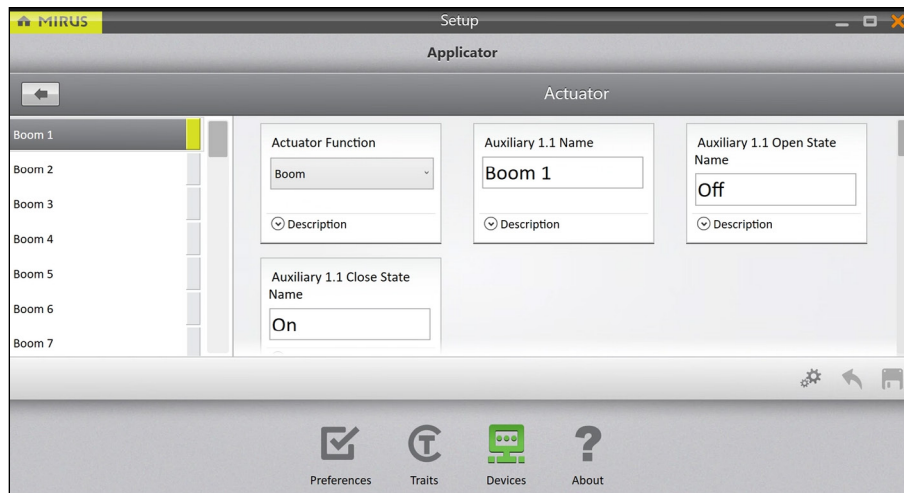 MIRUS
Setup
Applicator
Actuator
Boom 1
Boom 2
Boom 3
Boom 4
Boom 5
Boom 6
Boom 7
Actuator Function
Boom
Description
Auxiliary 1.1 Name
Boom 1
Description
Auxiliary 1.1 Open State
Name
Off
Description
Auxiliary 1.1 Close State
Name
On
Preferences
Traits
Devices
About